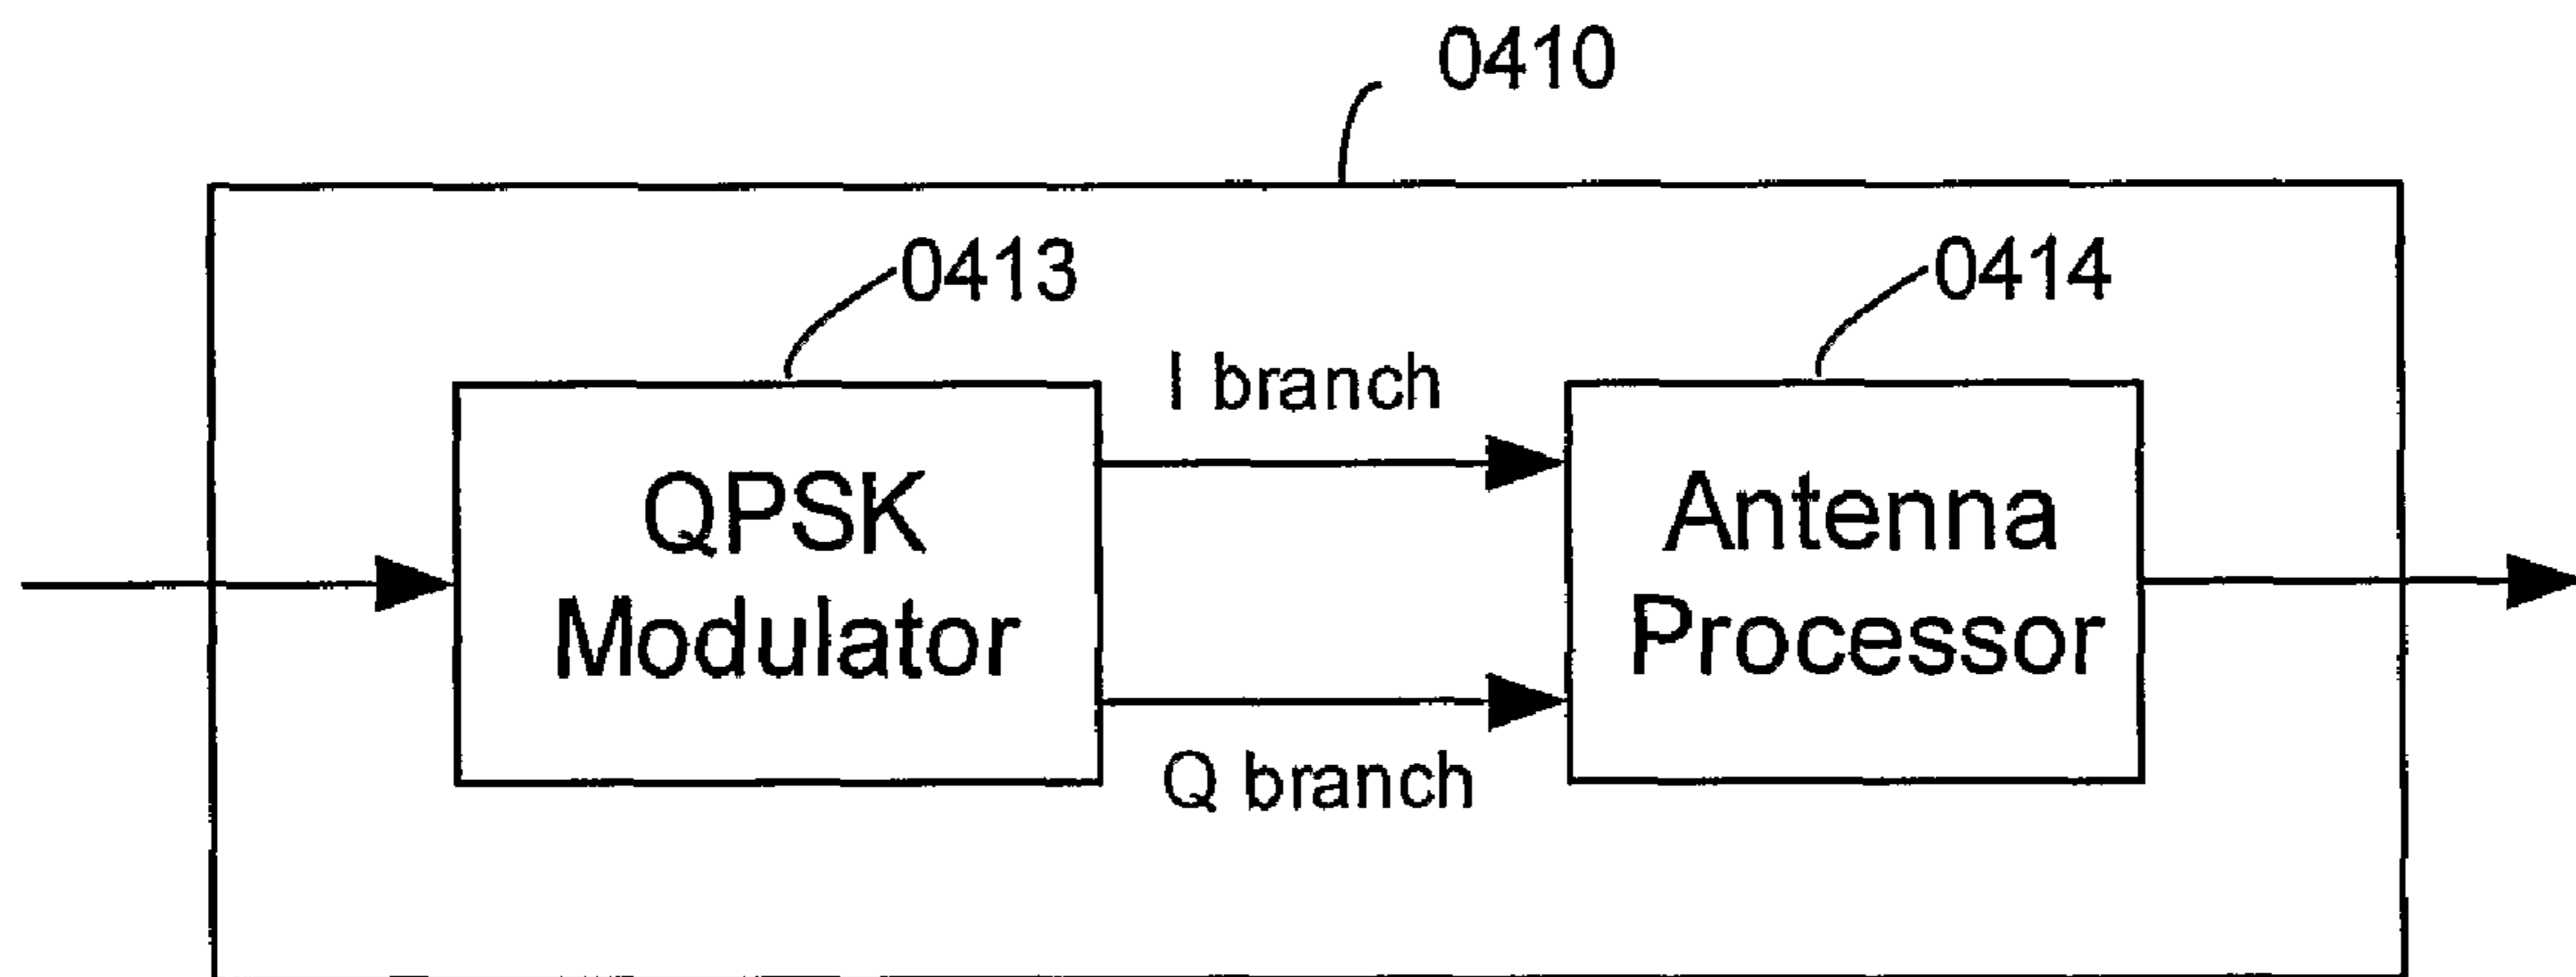 0410
0413
0414
I branch
QPSK
Modulator
Antenna
Processor
Q branch